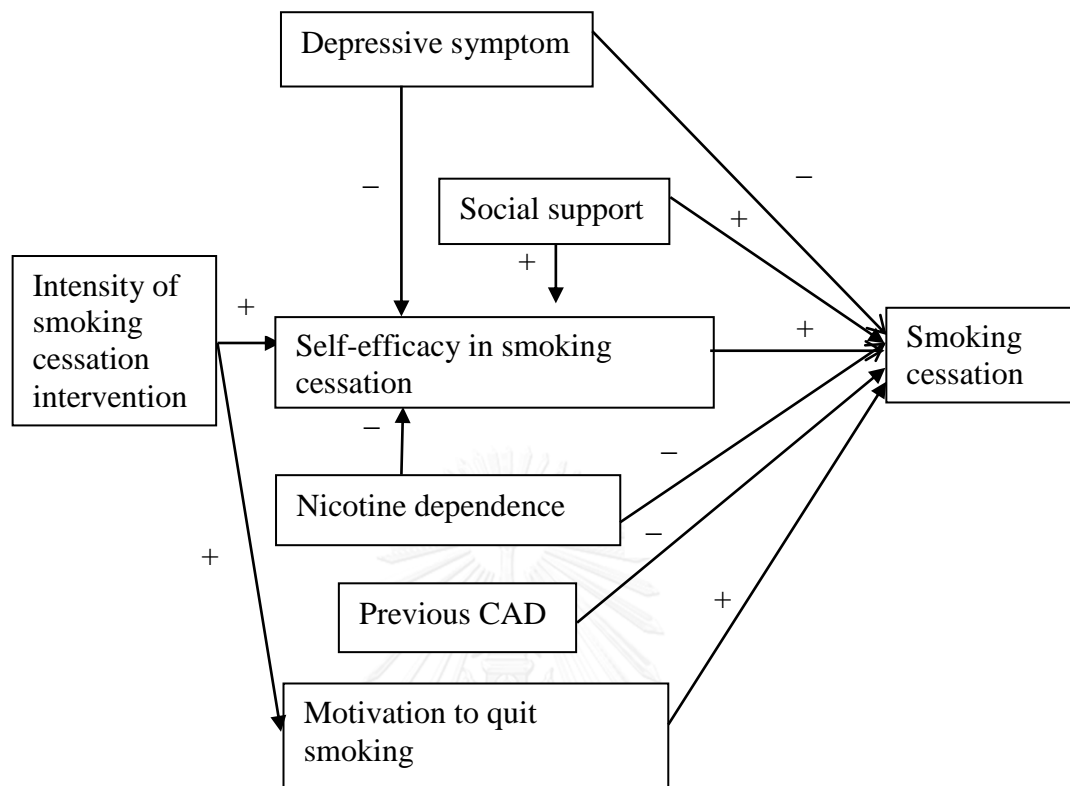 Depressive symptom
−
−
Social support
+
+
Intensity of
smoking
cessation
intervention
+
Self-efficacy in smoking
cessation
+
Smoking
cessation
−
Nicotine dependence
−
−
+
Previous CAD
+
Motivation to quit
smoking